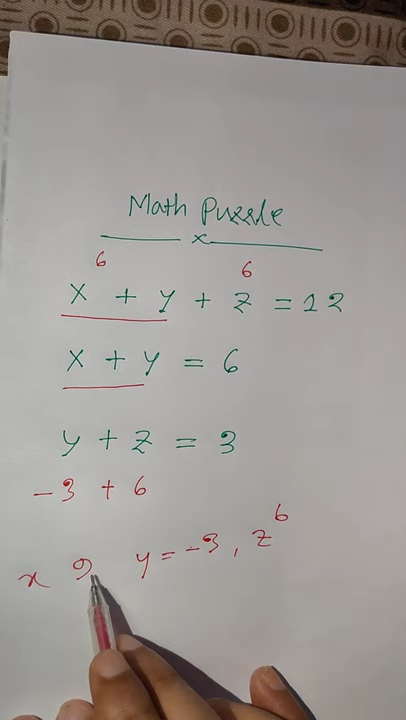 Math Puzzle
x
6 6
x + y + z = 12
x + y = 6
y + z = 3
-3 + 6
x 9 y = -3, z 6